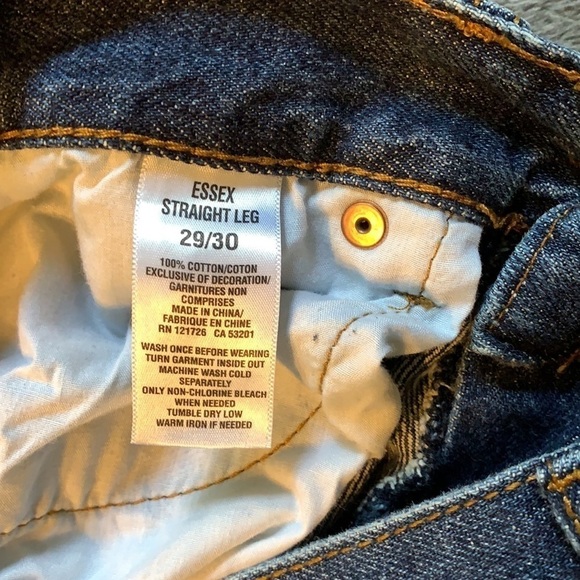 ESSEX
STRAIGHT LEG
29/30
100% COTTON/COTON
EXCLUSIVE OF DECORATION/
GARNITURES NON
COMPRISES
MADE IN CHINA/
FABRIQUE EN CHINE
RN 121726 CA 53201
WASH ONCE BEFORE WEARING
TURN GARMENT INSIDE OUT
MACHINE WASH COLD
SEPARATELY
ONLY NON-CHLORINE BLEACH
WHEN NEEDED
TUMBLE DRY LOW
WARM IRON IF NEEDED